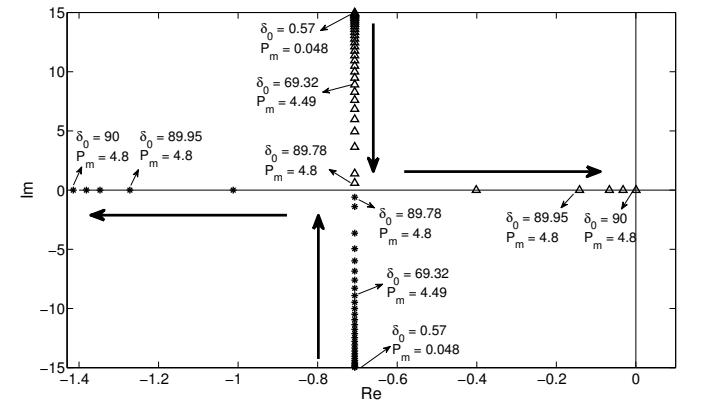 15
δ0 = 0.57
Pm = 0.048
10
δ0 = 69.32
Pm = 4.49
5
δ0 = 90
Pm = 4.8
δ0 = 89.95
Pm = 4.8
δ0 = 89.78
Pm = 4.8
Im
0
δ0 = 89.78
Pm = 4.8
δ0 = 89.95
Pm = 4.8
δ0 = 90
Pm = 4.8
−5
δ0 = 69.32
Pm = 4.49
−10
δ0 = 0.57
Pm = 0.048
−15
−1.4 −1.2 −1 −0.8 −0.6 −0.4 −0.2 0
Re